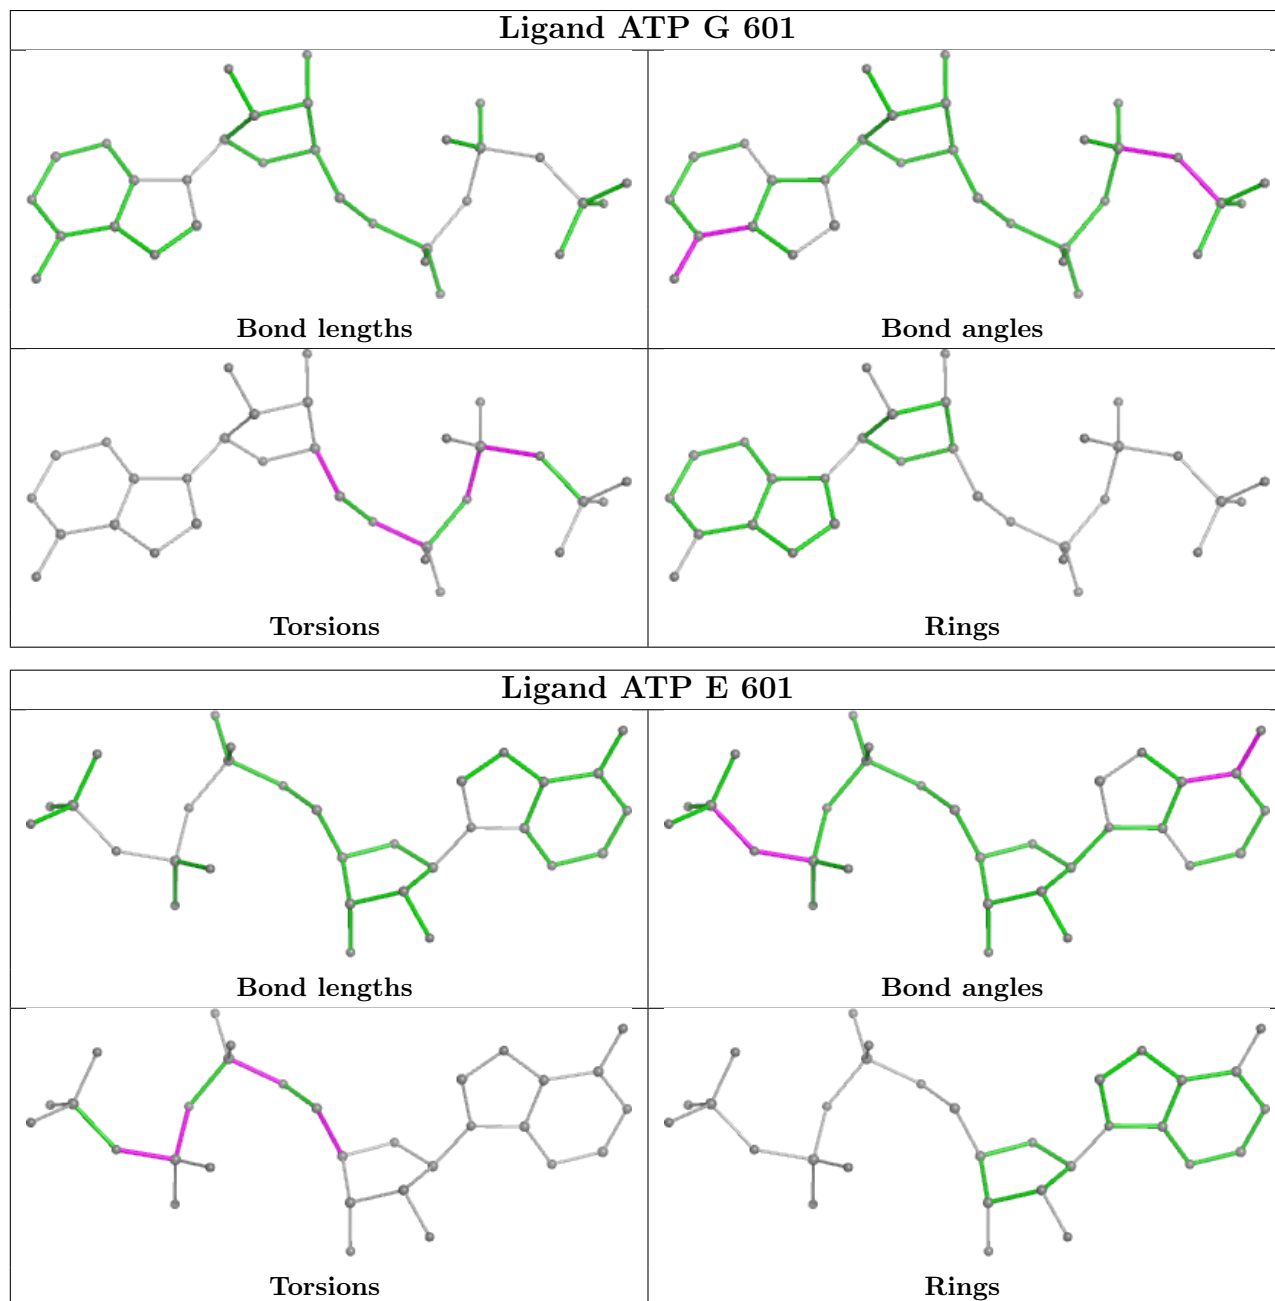 Ligand ATP G 601
Bond lengths
Bond angles
Torsions
Rings
Ligand ATP E 601
Bond lengths
Bond angles
Torsions
Rings